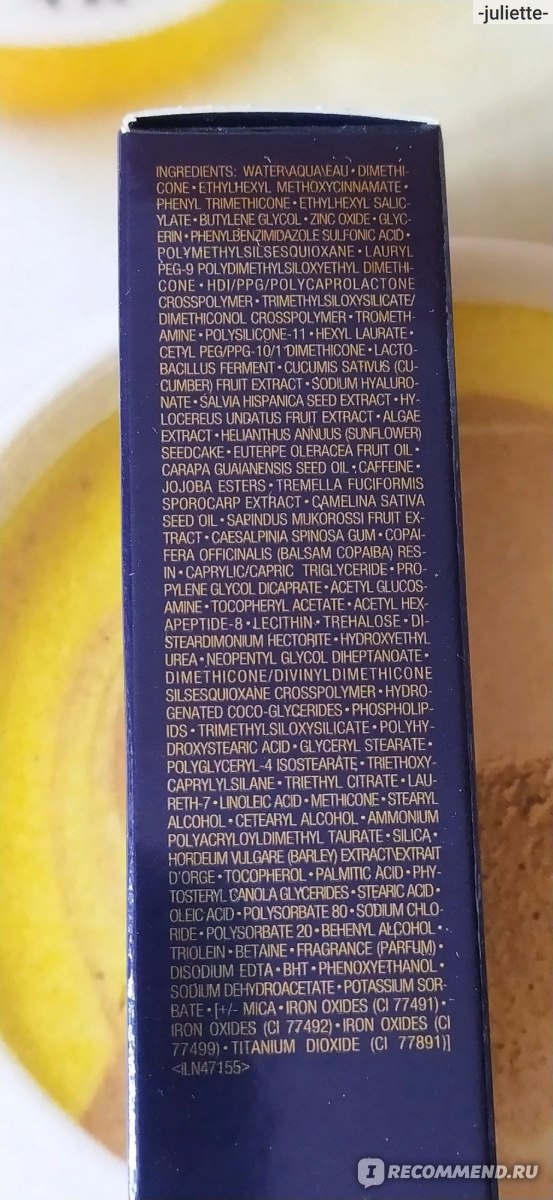 -juliette-
INGREDIENTS: WATER\AQUA\EAU • DIMETHI-
CONE • ETHYLHEXYL METHOXYCINNAMATE •
PHENYL TRIMETHICONE • ETHYLHEXYL SALIC-
YLATE • BUTYLENE GLYCOL • ZINC OXIDE • GLYC-
ERIN • PHENYLBENZIMIDAZOLE SULFONIC ACID •
POLYMETHYLSILSESQUIOXANE • LAURYL
PEG-9 POLYDIMETHYLSILOXYETHYL DIMETHI-
CONE • HDI/PPG/POLYCAPROLACTONE
CROSSPOLYMER • TRIMETHYLSILOXYSILICATE/
DIMETHICONOL CROSSPOLYMER • TROMETH-
AMINE • POLYSILICONE-11 • HEXYL LAURATE •
CETYL PEG/PPG-10/1 DIMETHICONE • LACTO-
BACILLUS FERMENT • CUCUMIS SATIVUS (CU-
CUMBER) FRUIT EXTRACT • SODIUM HYALURO-
NATE • SALVIA HISPANICA SEED EXTRACT • HY-
LOCEREUS UNDATUS FRUIT EXTRACT • ALGAE
EXTRACT • HELIANTHUS ANNUUS (SUNFLOWER)
SEEDCAKE • EUTERPE OLERACEA FRUIT OIL •
CARAPA GUAIANENSIS SEED OIL • CAFFEINE •
JOJOBA ESTERS • TREMELLA FUCIFORMIS
SPOROCARP EXTRACT • CAMELINA SATIVA
SEED OIL • SAPINDUS MUKOROSSI FRUIT EX-
TRACT • CAESALPINIA SPINOSA GUM • COPAI-
FERA OFFICINALIS (BALSAM COPAIBA) RES-
IN • CAPRYLIC/CAPRIC TRIGLYCERIDE • PRO-
PYLENE GLYCOL DICAPRATE • ACETYL GLUCOS-
AMINE • TOCOPHERYL ACETATE • ACETYL HEX-
APEPTIDE-8 • LECITHIN • TREHALOSE • DI-
STEARDIMONIUM HECTORITE • HYDROXYETHYL
UREA • NEOPENTYL GLYCOL DIHEPTANOATE •
DIMETHICONE/DIVINYLDIMETHICONE
SILSESQUIOXANE CROSSPOLYMER • HYDRO-
GENATED COCO-GLYCERIDES • PHOSPHOLIP-
IDS • TRIMETHYLSILOXYSILICATE • POLYHY-
DROXYSTEARIC ACID • GLYCERYL STEARATE •
POLYGLYCERYL-4 ISOSTEARATE • TRIETHOXY-
CAPRYLYLSILANE • TRIETHYL CITRATE • LAU-
RETH-7 • LINOLEIC ACID • METHICONE • STEARYL
ALCOHOL • CETEARYL ALCOHOL • AMMONIUM
POLYACRYLOYLDIMETHYL TAURATE • SILICA •
HORDEUM VULGARE (BARLEY) EXTRACT\EXTRAIT
D'ORGE • TOCOPHEROL • PALMITIC ACID • PHY-
TOSTERYL CANOLA GLYCERIDES • STEARIC ACID •
OLEIC ACID • POLYSORBATE 80 • SODIUM CHLO-
RIDE • POLYSORBATE 20 • BEHENYL ALCOHOL •
TRIOLEIN • BETAINE • FRAGRANCE (PARFUM) •
DISODIUM EDTA • BHT • PHENOXYETHANOL •
SODIUM DEHYDROACETATE • POTASSIUM SOR-
BATE • [+/- MICA • IRON OXIDES (CI 77491) •
IRON OXIDES (CI 77492) • IRON OXIDES (CI
77499) • TITANIUM DIOXIDE (CI 77891)]
<ILN47155>
IRECOMMEND.RU